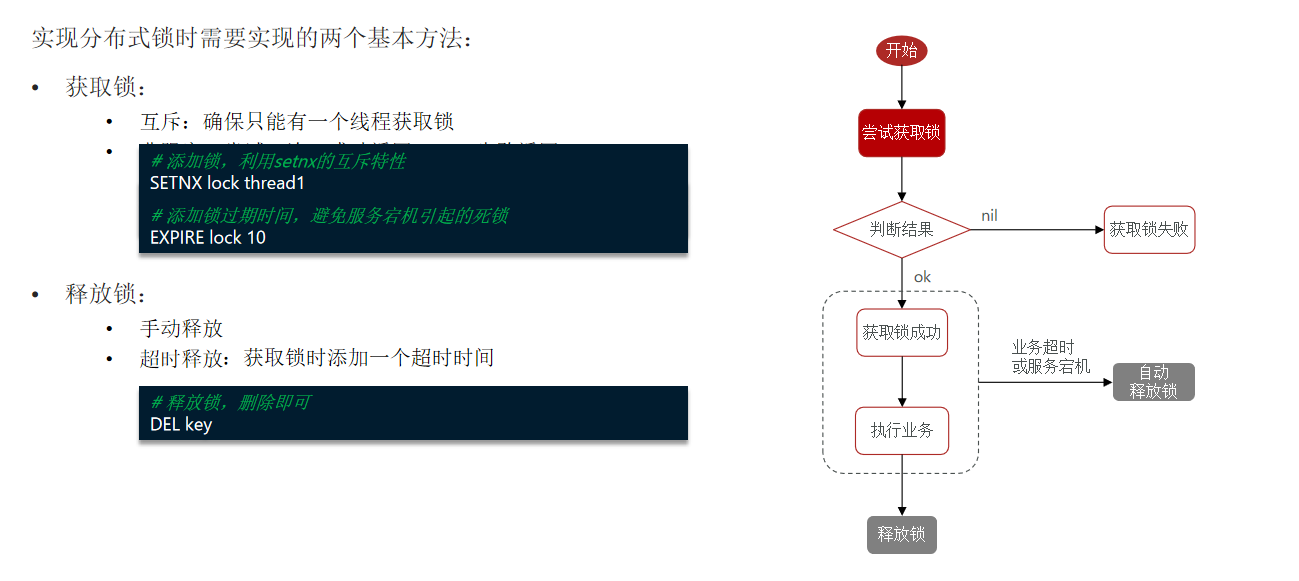 实现分布式锁时需要实现的两个基本方法：
• 获取锁：
• 互斥：确保只能有一个线程获取锁
•
# 添加锁，利用setnx的互斥特性
SETNX lock thread1
# 添加锁过期时间，避免服务宕机引起的死锁
EXPIRE lock 10
• 释放锁：
• 手动释放
• 超时释放：获取锁时添加一个超时时间
# 释放锁，删除即可
DEL key
开始
尝试获取锁
判断结果
nil
获取锁失败
ok
获取锁成功
业务超时
或服务宕机
自动
释放锁
执行业务
释放锁